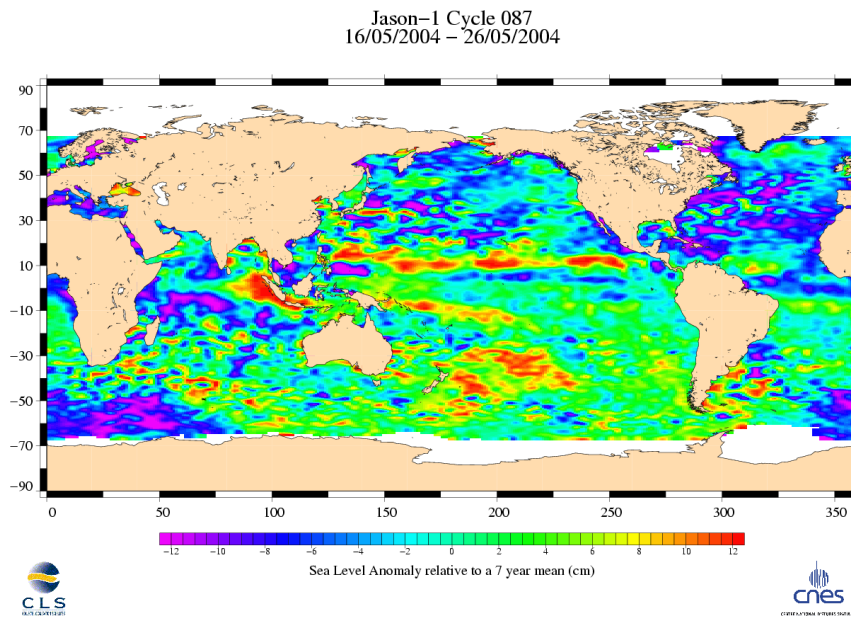 Jason-1 Cycle 087
16/05/2004 - 26/05/2004
90
70
50
30
10
-10
-30
-50
-70
-90
0 50 100 150 200 250 300 350
-12 -10 -8 -6 -4 -2 0 2 4 6 8 10 12
Sea Level Anomaly relative to a 7 year mean (cm)
CLS
cnes